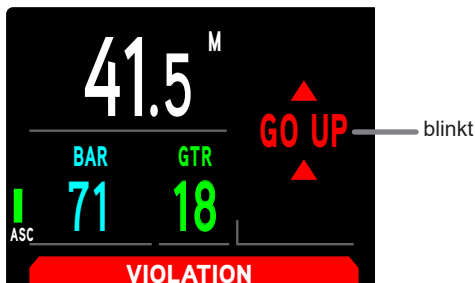 41.5 M
GO UP
blinkt
BAR
GTR
71
18
ASC
VIOLATION